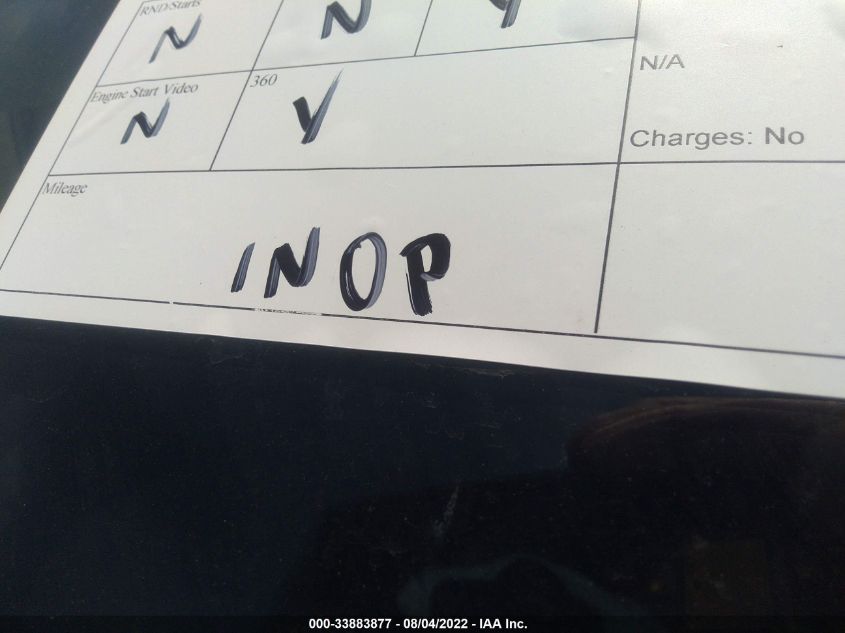 RND/Starts
N N Y
N/A
Engine Start Video 360
N Y
Charges: No
Mileage
INOP
000-33883877 - 08/04/2022 - IAA Inc.